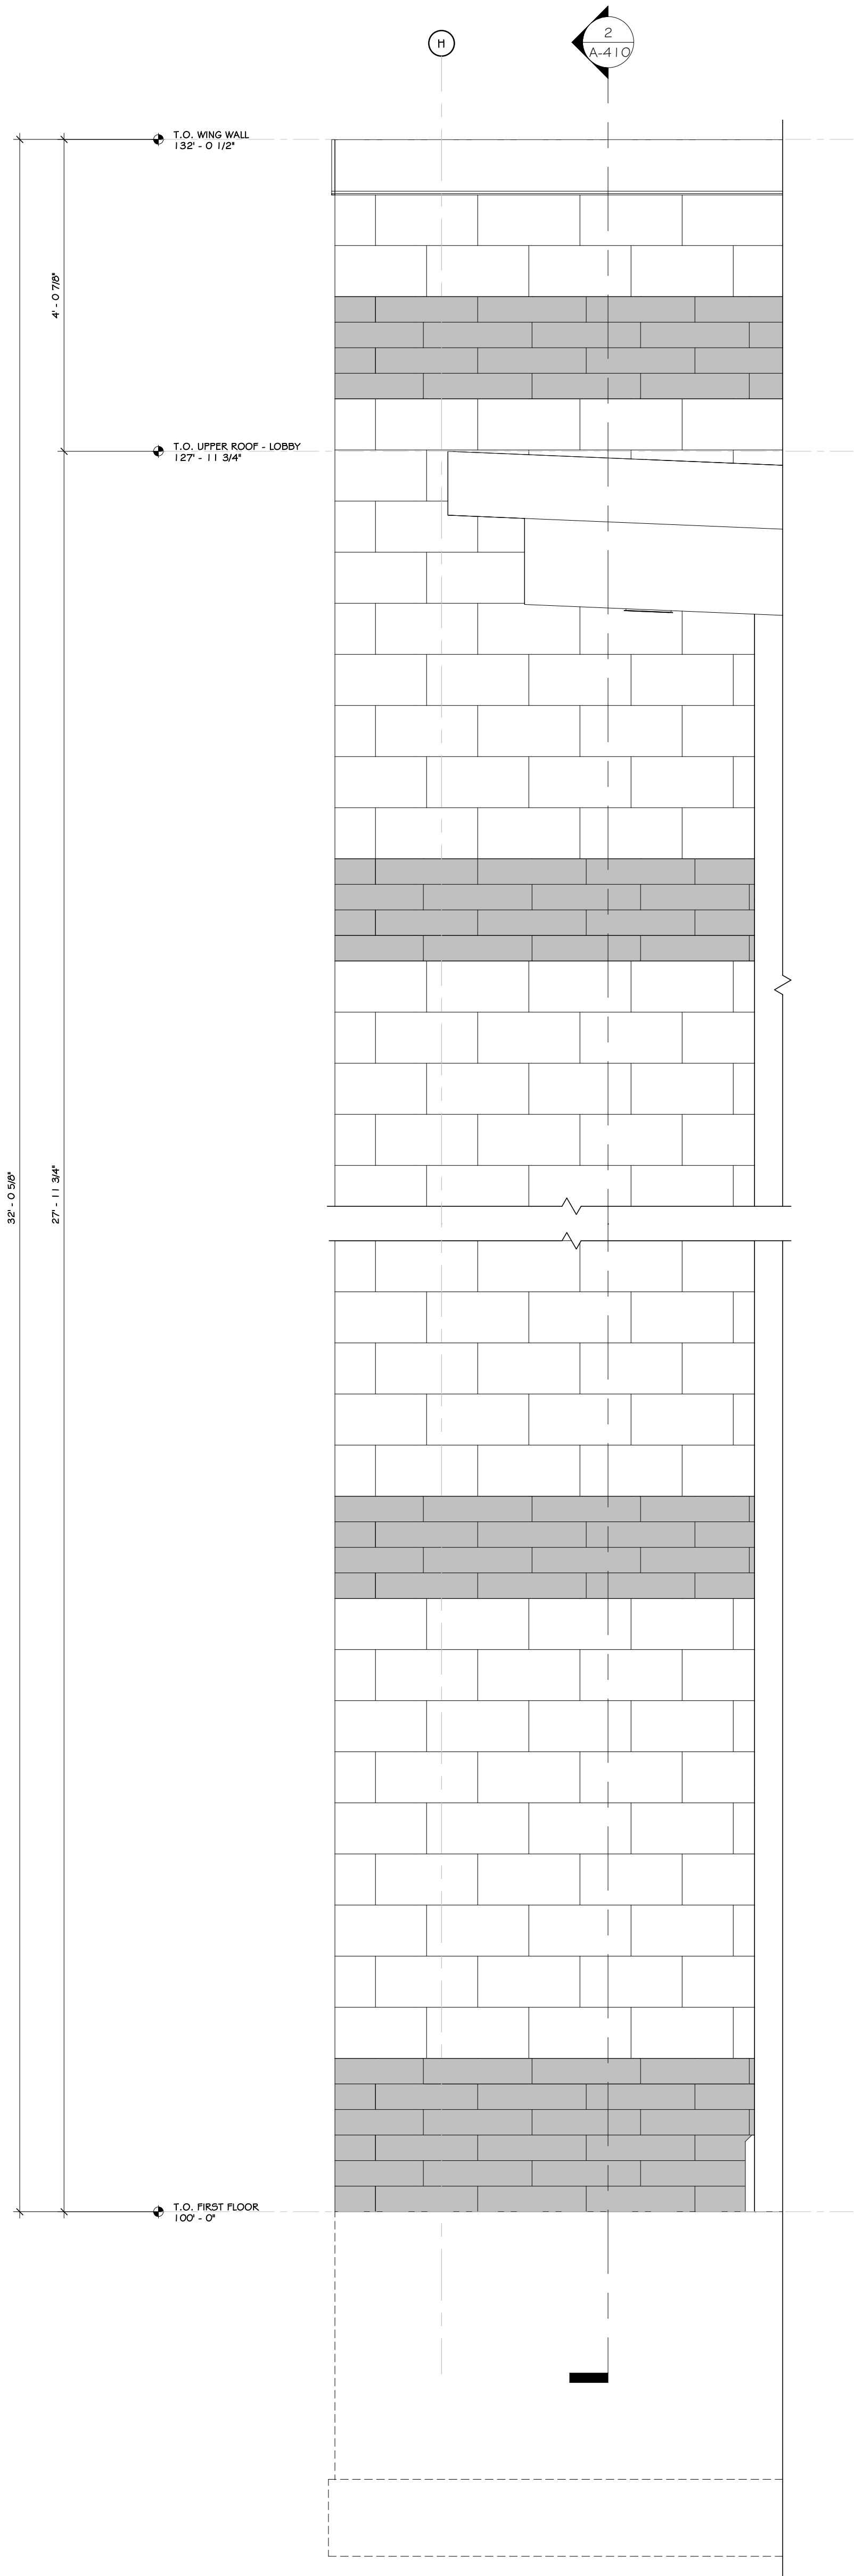 H
2
A-410
T.O. WING WALL
132' - 0 1/2"
4' - 0 7/8"
T.O. UPPER ROOF - LOBBY
127' - 11 3/4"
32' - 0 5/8"
27' - 11 3/4"
T.O. FIRST FLOOR
100' - 0"